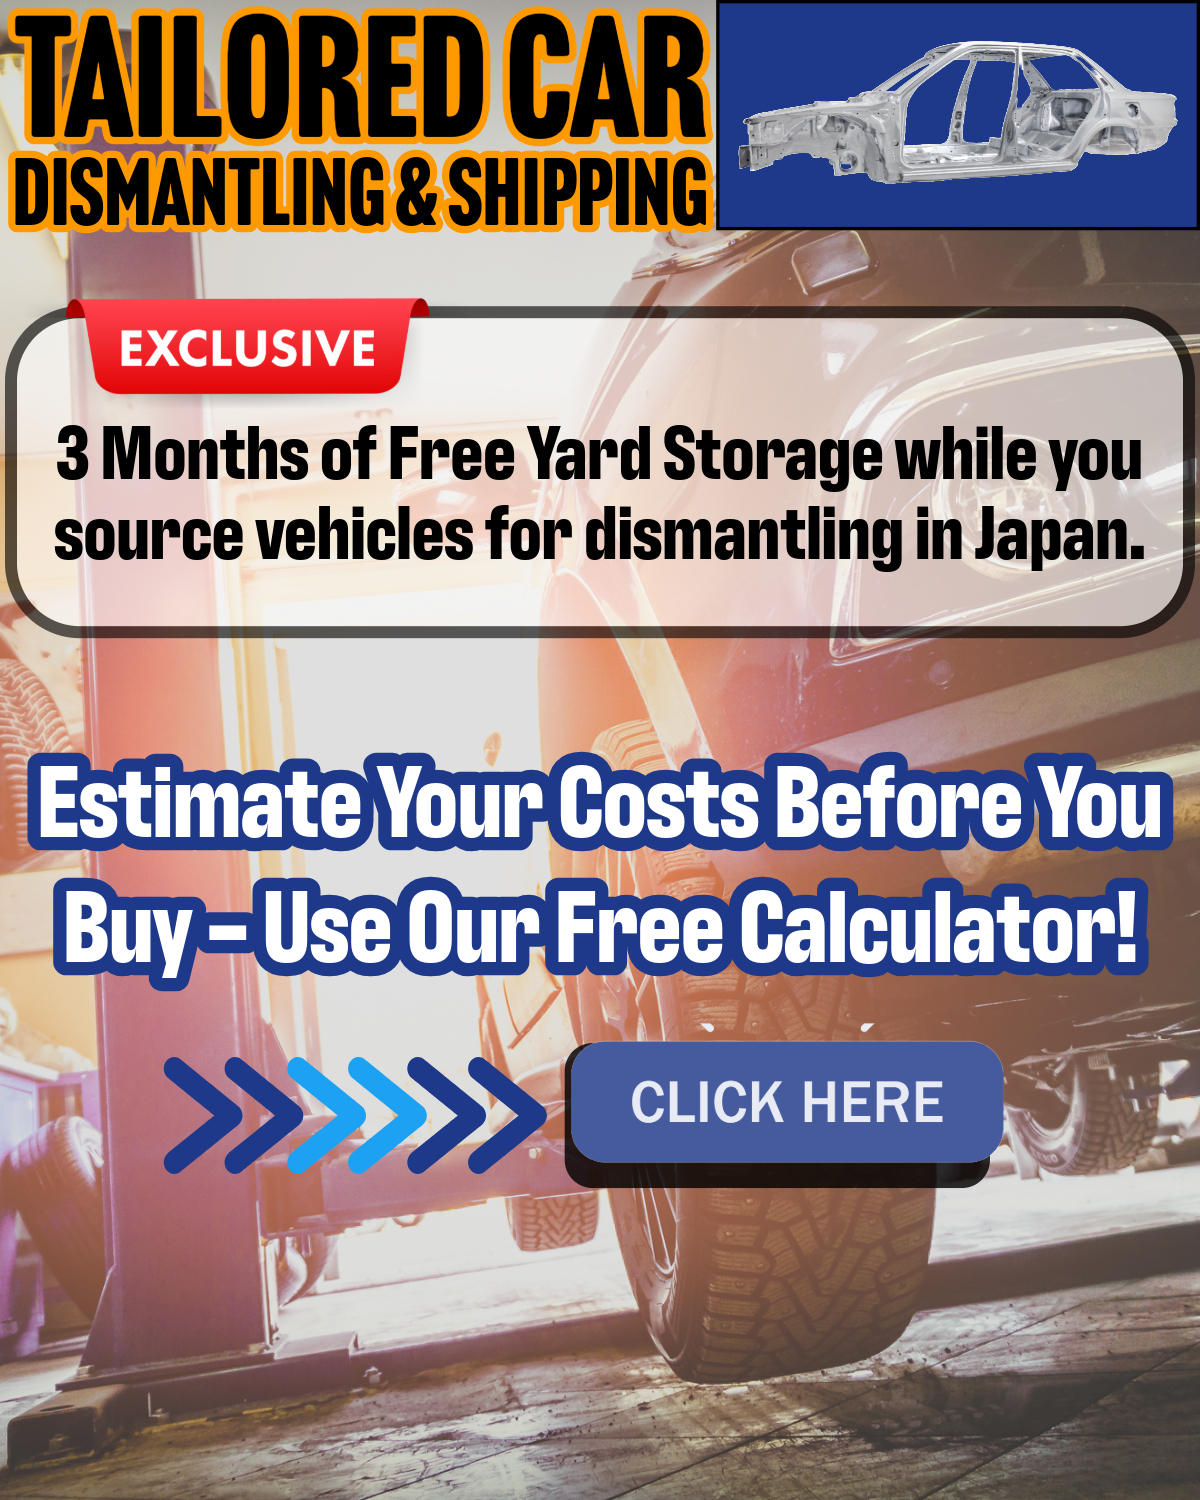 TAILORED CAR
DISMANTLING & SHIPPING
EXCLUSIVE
3 Months of Free Yard Storage while you
source vehicles for dismantling in Japan.
Estimate Your Costs Before You
Buy – Use Our Free Calculator!
CLICK HERE